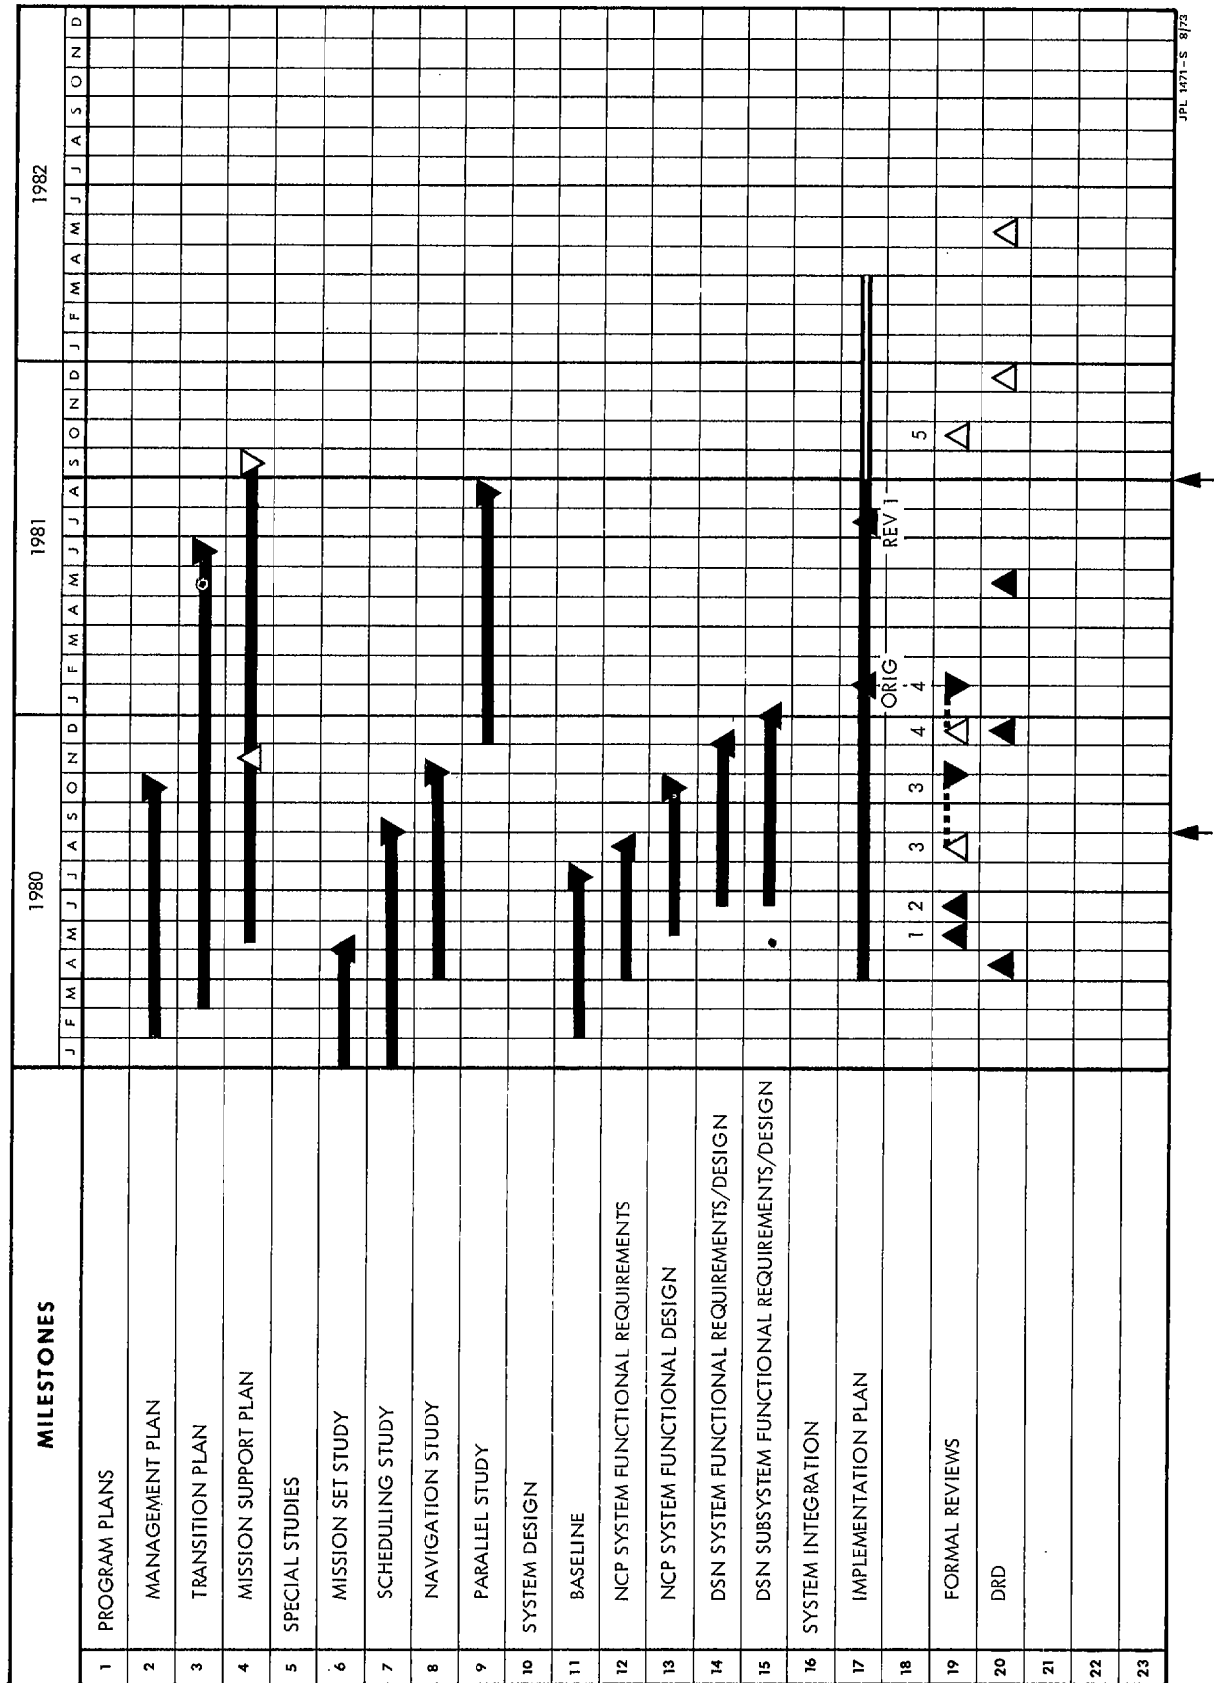 MILESTONES
1980 1981 1982
J F M A M J J A S O N D J F M A M J J A S O N D J F M A M J J A S O N D
1 PROGRAM PLANS
2 MANAGEMENT PLAN
3 TRANSITION PLAN
4 MISSION SUPPORT PLAN
5 SPECIAL STUDIES
6 MISSION SET STUDY
7 SCHEDULING STUDY
8 NAVIGATION STUDY
9 PARALLEL STUDY
10 SYSTEM DESIGN
11 BASELINE
12 NCP SYSTEM FUNCTIONAL REQUIREMENTS
13 NCP SYSTEM FUNCTIONAL DESIGN
14 DSN SYSTEM FUNCTIONAL REQUIREMENTS/DESIGN
15 DSN SUBSYSTEM FUNCTIONAL REQUIREMENTS/DESIGN
16 SYSTEM INTEGRATION
17 IMPLEMENTATION PLAN
ORIG REV 1
18 1 2 3 3 4 4 5
19 FORMAL REVIEWS
20 DRD
21
22
23
JPL 1471-S 8/73